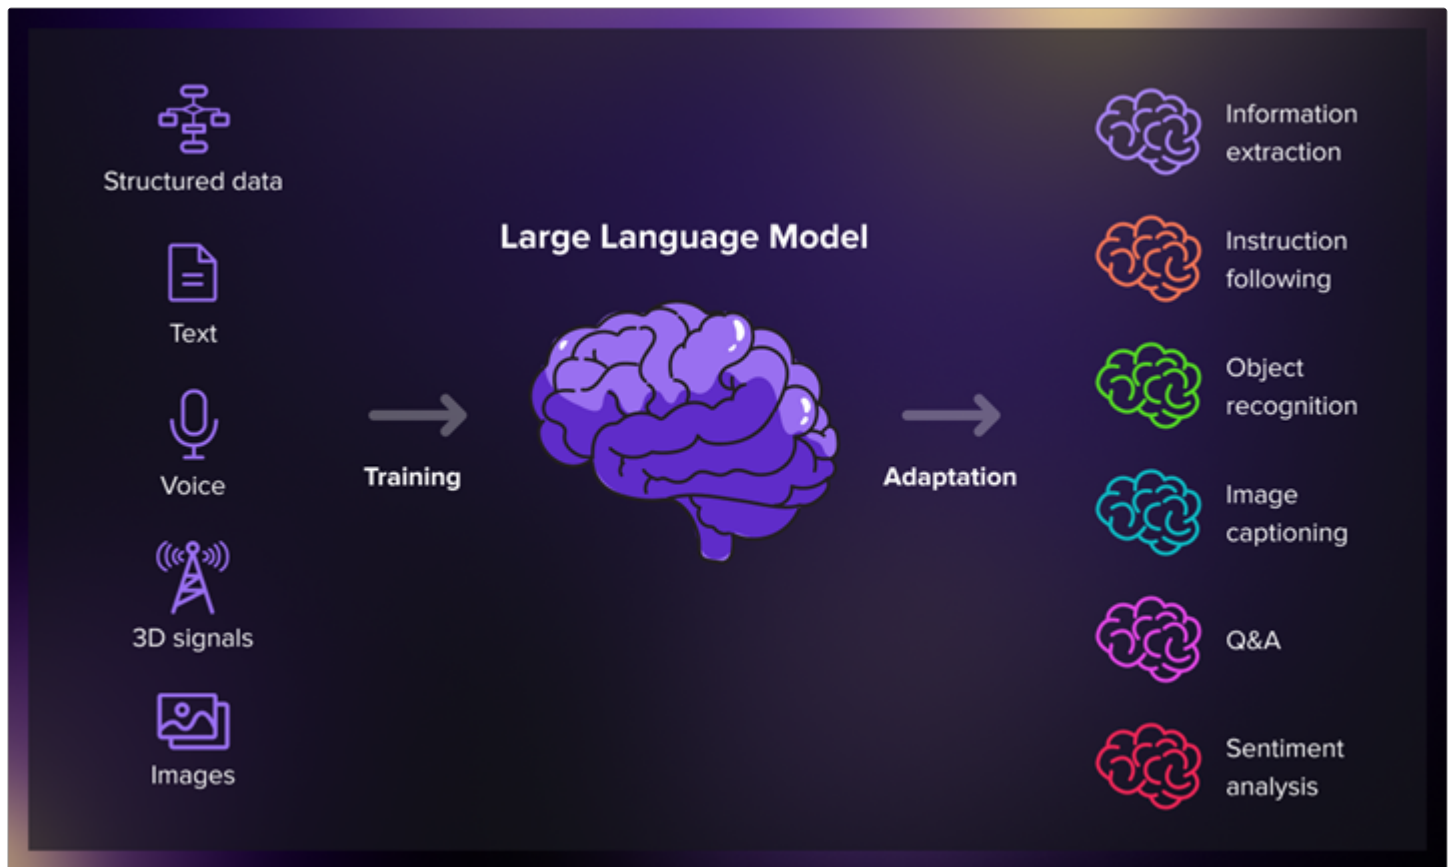 Structured data
Text
Voice
3D signals
Images
Training
Large Language Model
Adaptation
Information
extraction
Instruction
following
Object
recognition
Image
captioning
Q&A
Sentiment
analysis